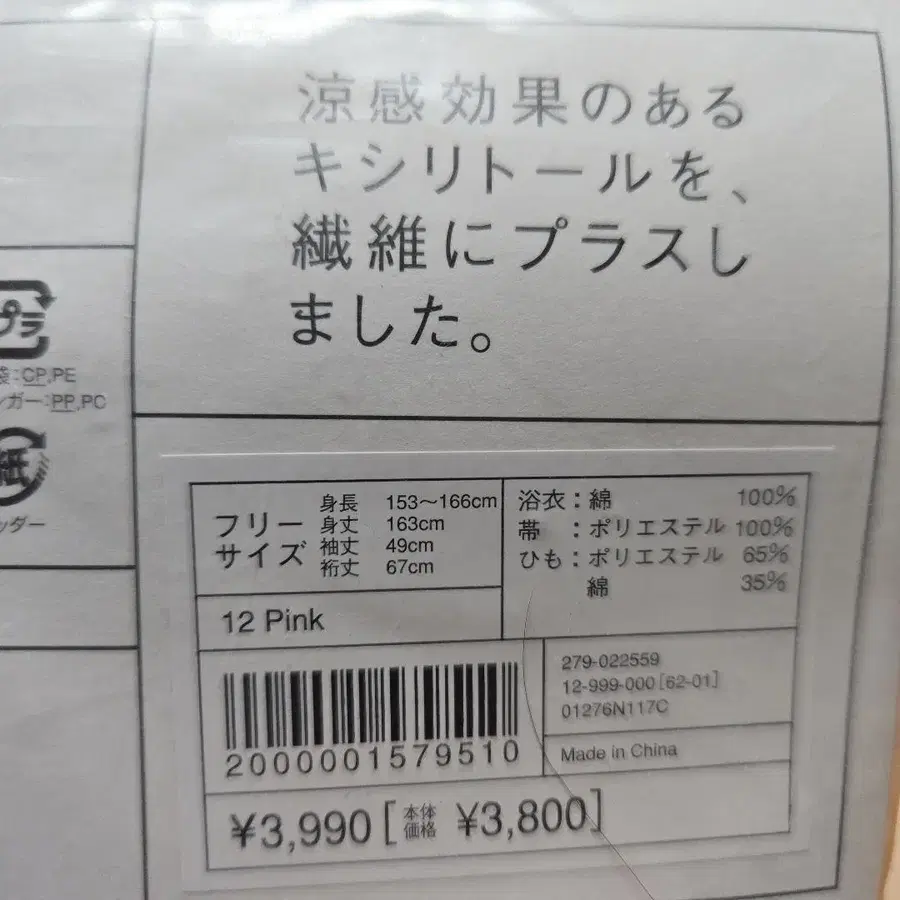 涼感効果のある
キシリトールを、
繊維にプラスし
ました。
プラ
袋:CP,PE
ンガー:PP,PC
紙
ッダー
フリー
サイズ
身長 153〜166cm
身丈 163cm
袖丈 49cm
裄丈 67cm
浴衣:綿 100%
帯 :ポリエステル 100%
ひも:ポリエステル 65%
綿 35%
12 Pink
2000001579510
279-022559
12-999-000[62-01]
01276N117C
Made in China
¥3,990[本体価格 ¥3,800]